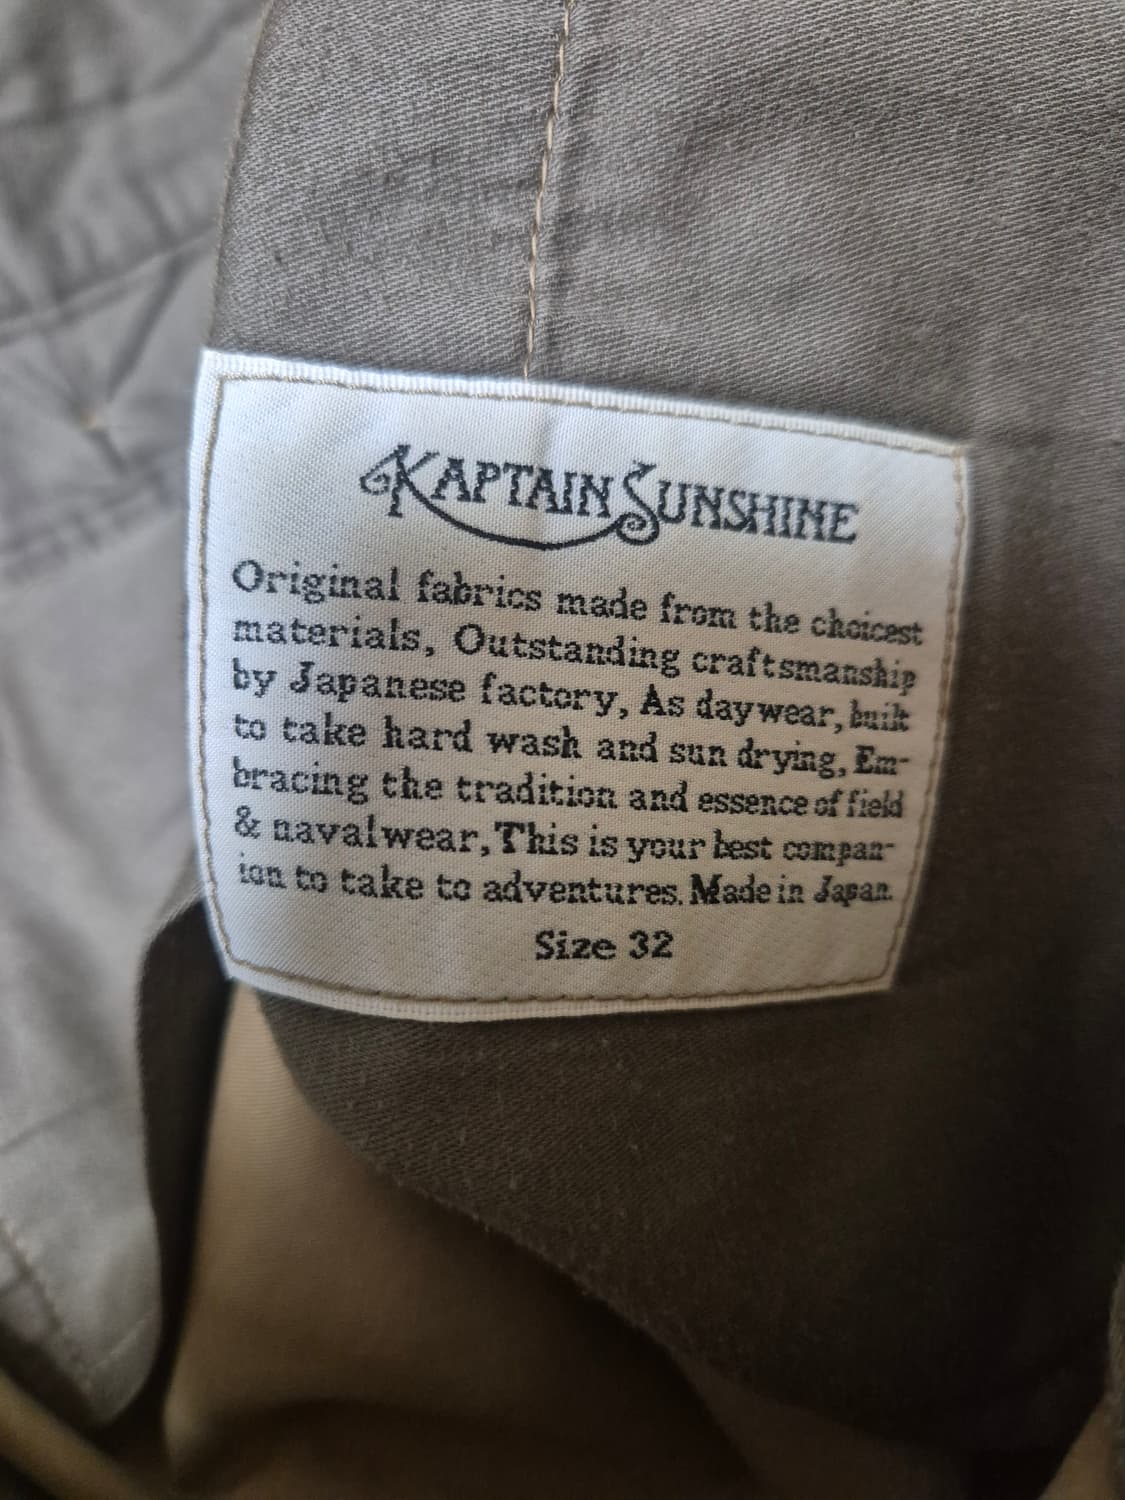 KAPTAIN SUNSHINE
Original fabrics made from the choicest
materials, Outstanding craftsmanship
by Japanese factory, As daywear, built
to take hard wash and sun drying, Em-
bracing the tradition and essence of field
& navalwear, This is your best compan-
ion to take to adventures. Made in Japan.
Size 32